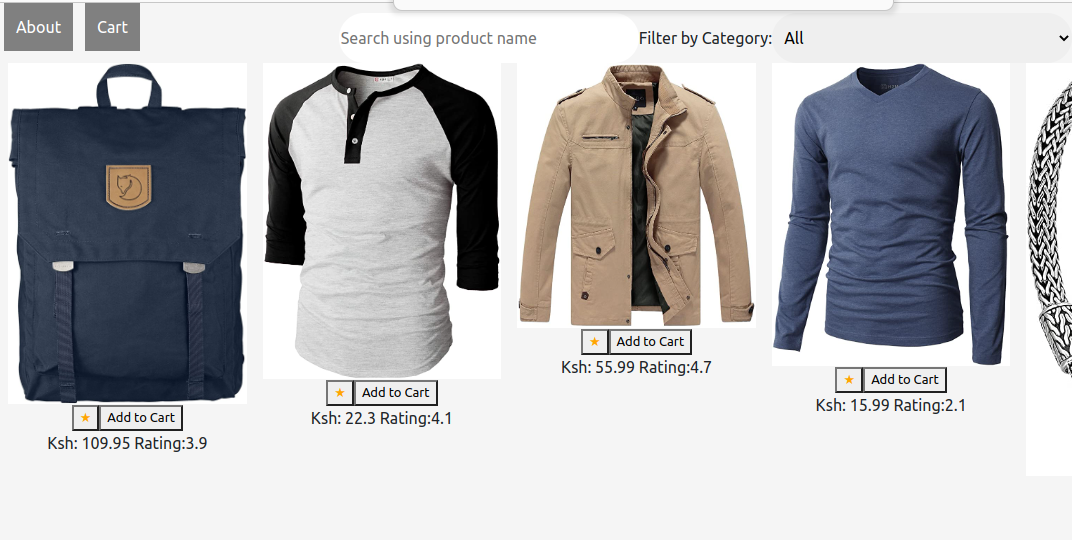 About Cart Search using product name Filter by Category: All
★ Add to Cart
Ksh: 109.95 Rating:3.9
★ Add to Cart
Ksh: 22.3 Rating:4.1
★ Add to Cart
Ksh: 55.99 Rating:4.7
★ Add to Cart
Ksh: 15.99 Rating:2.1